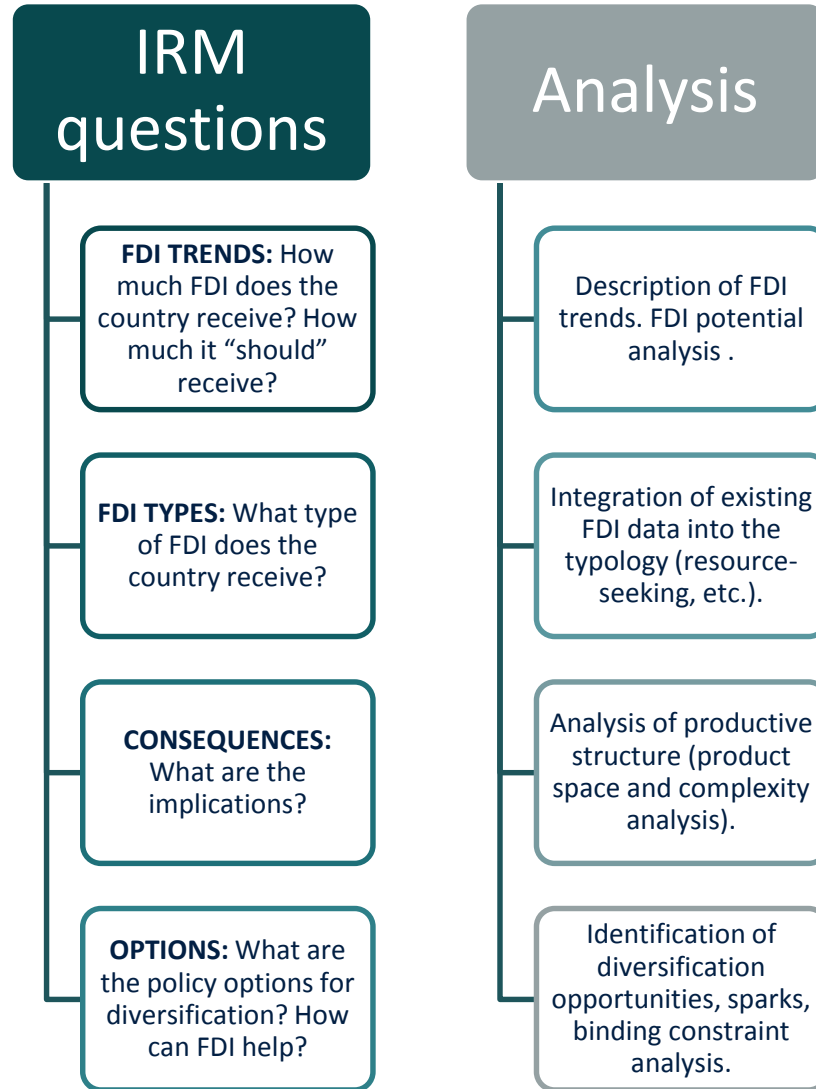 IRM
questions
FDI TRENDS: How
much FDI does the
country receive? How
much it “should”
receive?
FDI TYPES: What type
of FDI does the
country receive?
CONSEQUENCES:
What are the
implications?
OPTIONS: What are
the policy options for
diversification? How
can FDI help?
Analysis
Description of FDI
trends. FDI potential
analysis .
Integration of existing
FDI data into the
typology (resource-
seeking, etc.).
Analysis of productive
structure (product
space and complexity
analysis).
Identification of
diversification
opportunities, sparks,
binding constraint
analysis.